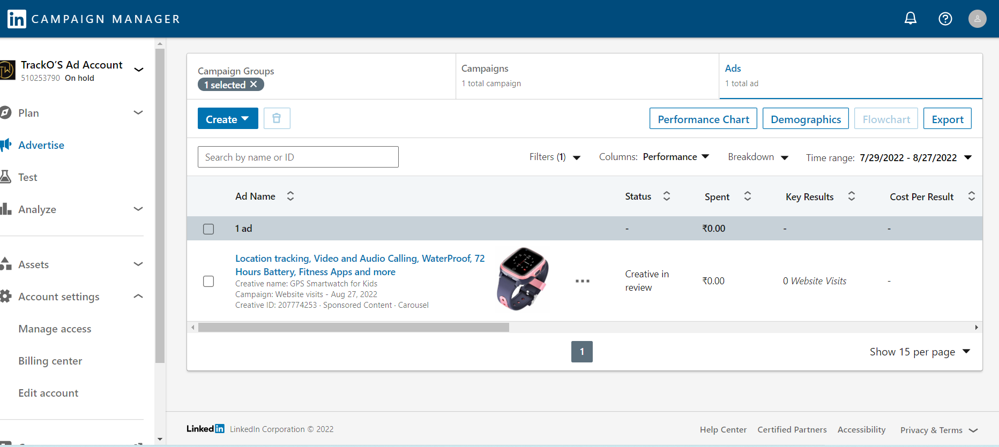 in CAMPAIGN MANAGER
TrackO'S Ad Account
510253790 On hold
Plan
Advertise
Test
Analyze
Assets
Account settings
Manage access
Billing center
Edit account
Campaign Groups
1 selected
Campaigns
1 total campaign
Ads
1 total ad
Create
Performance Chart
Demographics
Flowchart
Export
Search by name or ID
Filters (1)
Columns: Performance
Breakdown
Time range: 7/29/2022 - 8/27/2022
Ad Name
Status
Spent
Key Results
Cost Per Result
1 ad - ₹0.00 - -
Location tracking, Video and Audio Calling, WaterProof, 72
Hours Battery, Fitness Apps and more
Creative name: GPS Smartwatch for Kids
Campaign: Website visits - Aug 27, 2022
Creative ID: 207774253 · Sponsored Content · Carousel
Creative in
review
₹0.00
0 Website Visits
-
1
Show 15 per page
Linkedin LinkedIn Corporation © 2022
Help Center
Certified Partners
Accessibility
Privacy & Terms